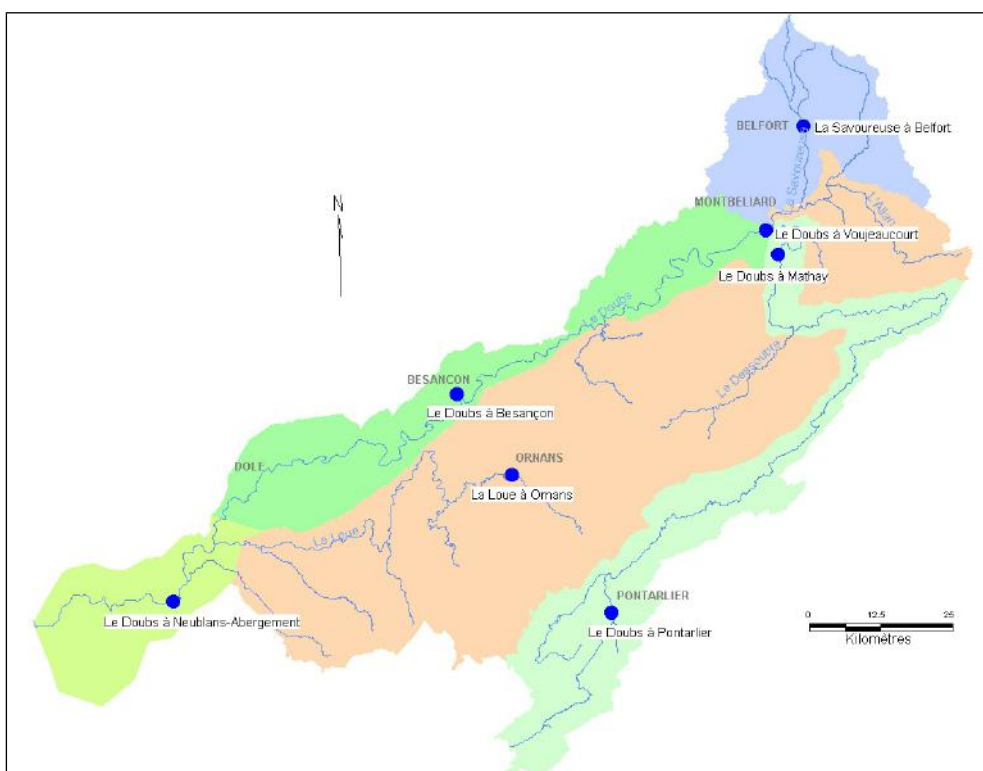 BELFORT
La Savoureuse à Belfort
La Savoureuse
MONTBELIARD
L'Allan
Le Doubs à Voujeaucourt
Le Doubs à Mathay
N
Le Doubs
Le Dessoubre
BESANCON
Le Doubs à Besançon
ORNANS
DOLE
La Loue à Ornans
La Loue
PONTARLIER
Le Doubs à Neublans-Abergement
Le Doubs à Pontarlier
0 12.5 25
Kilomètres